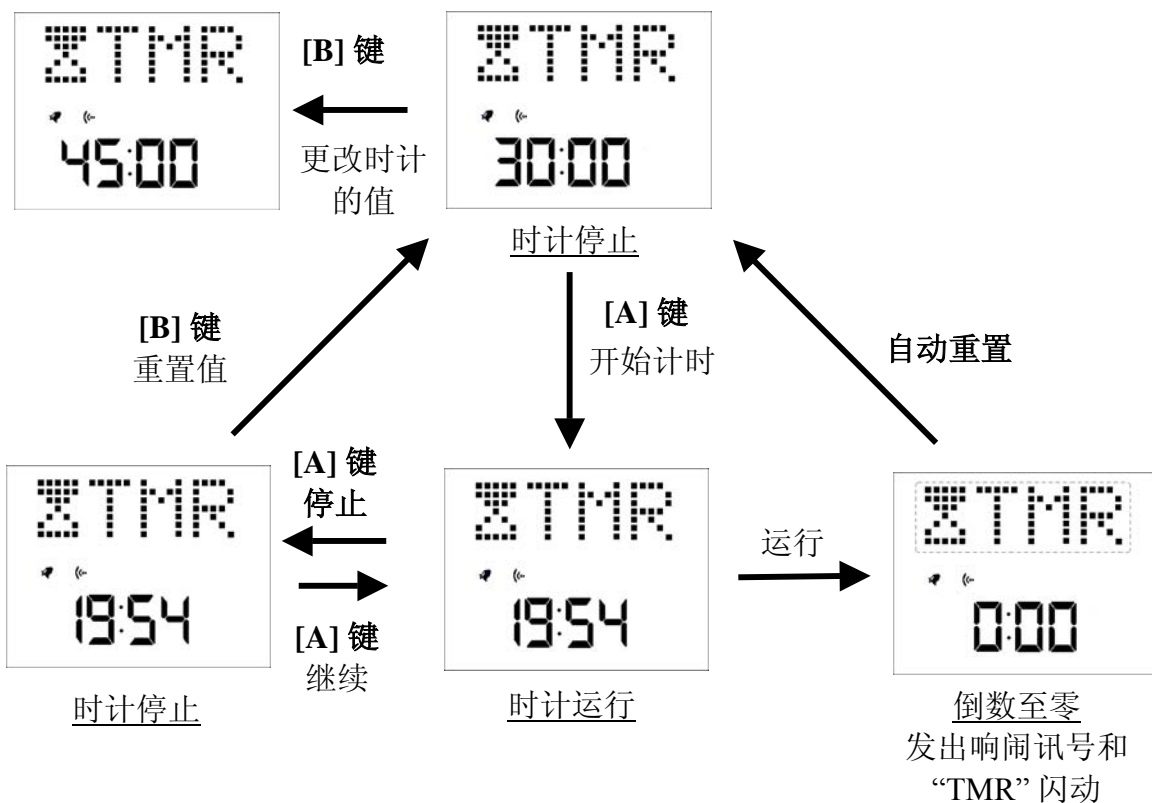 TMR
45:00
[B] 键
更改时计
的值
TMR
30:00
时计停止
[B] 键
重置值
[A] 键
开始计时
自动重置
TMR
19:54
时计停止
[A] 键
停止
[A] 键
继续
TMR
19:54
时计运行
运行
TMR
0:00
倒数至零
发出响闹讯号和
“TMR” 闪动